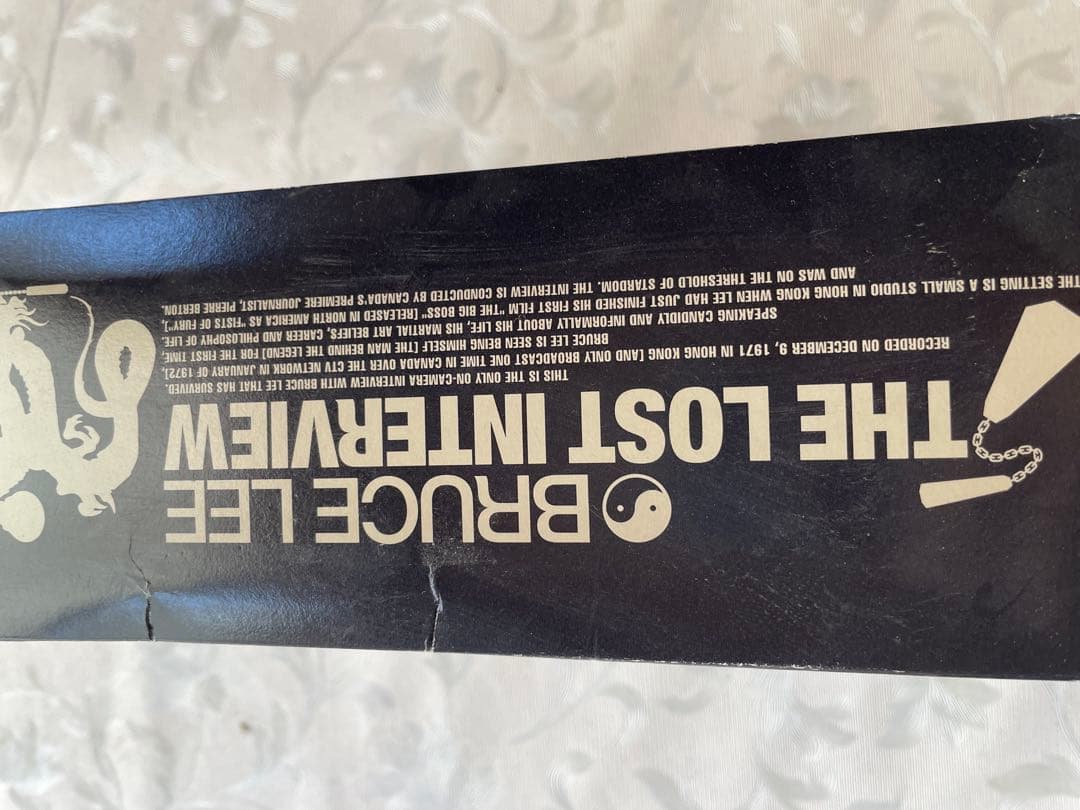 BRUCE LEE
THE LOST INTERVIEW
THIS IS THE ONLY ON-CAMERA INTERVIEW WITH BRUCE LEE THAT HAS SURVIVED.
RECORDED ON DECEMBER 9, 1971 IN HONG KONG [AND ONLY BROADCAST ONE TIME IN CANADA OVER THE CTV NETWORK IN JANUARY OF 1972],
BRUCE LEE IS SEEN BEING HIMSELF [THE MAN BEHIND THE LEGEND] FOR THE FIRST TIME,
SPEAKING CANDIDLY AND INFORMALLY ABOUT HIS LIFE, HIS MARTIAL ART, BELIEFS, CAREER AND PHILOSOPHY OF LIFE.
THE SETTING IS A SMALL STUDIO IN HONG KONG WHEN LEE HAD JUST FINISHED HIS FIRST FILM "THE BIG BOSS" [RELEASED IN NORTH AMERICA AS "FISTS OF FURY"],
AND WAS ON THE THRESHOLD OF STARDOM. THE INTERVIEW IS CONDUCTED BY CANADA'S PREMIERE JOURNALIST, PIERRE BERTON.